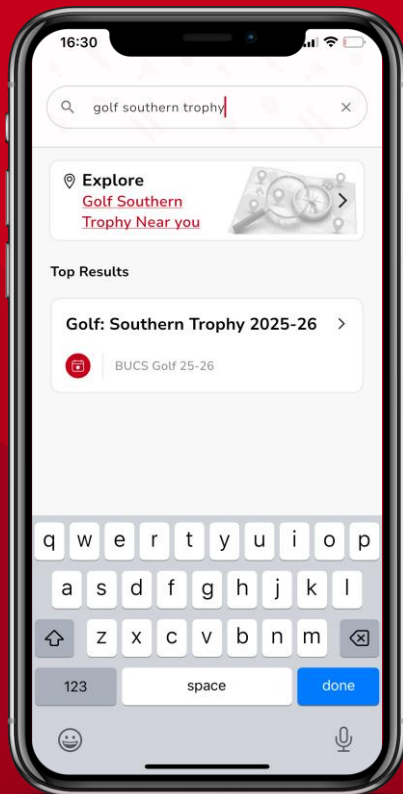 16:30
golf southern trophy
Explore
Golf Southern
Trophy Near you
Top Results
Golf: Southern Trophy 2025-26
BUCS Golf 25-26
q w e r t y u i o p
a s d f g h j k l
z x c v b n m
123 space done